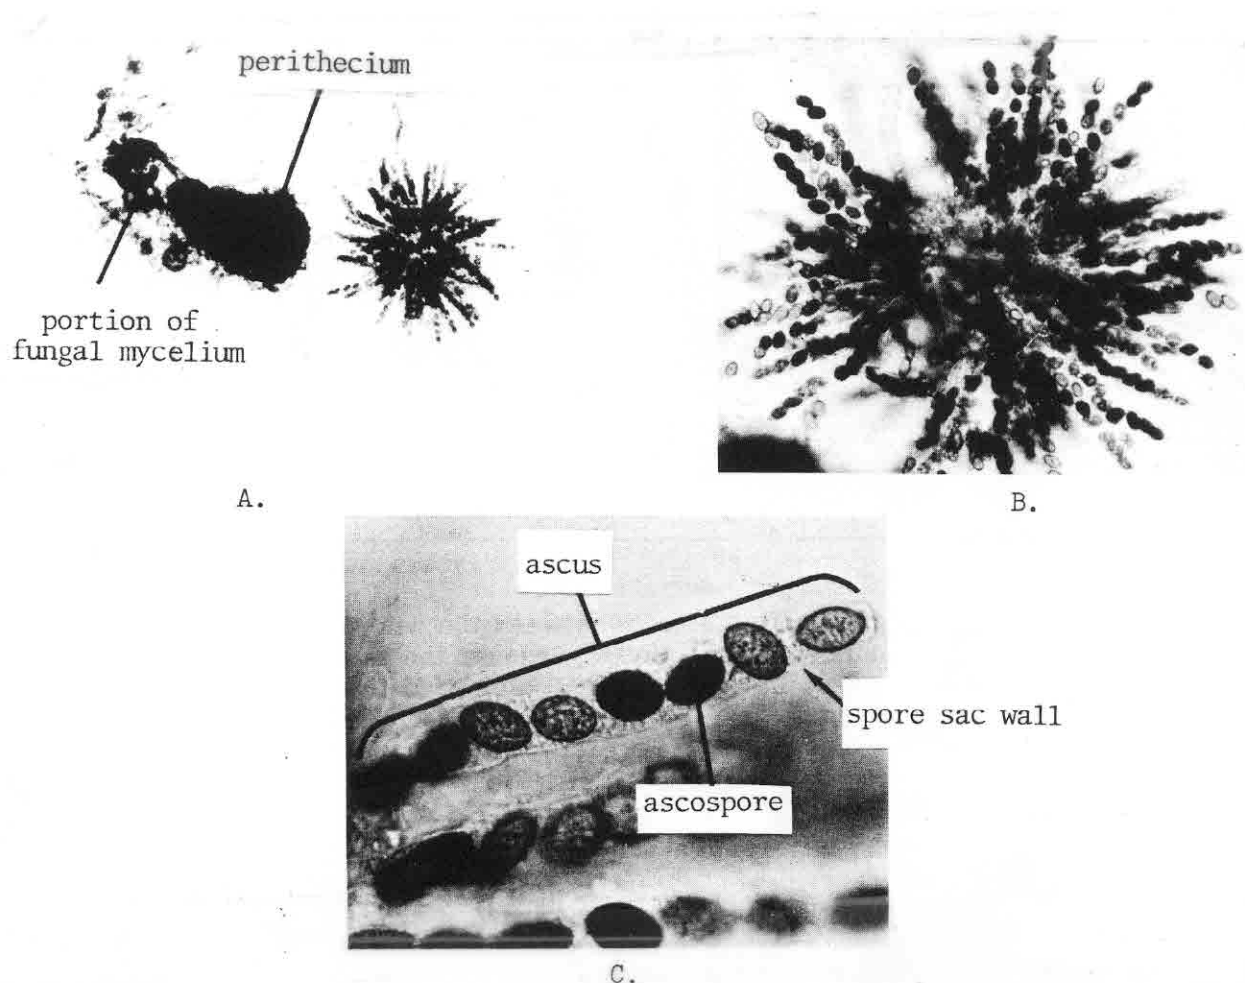 perithecium
portion of
fungal mycelium
A.
B.
ascus
spore sac wall
ascospore
C.